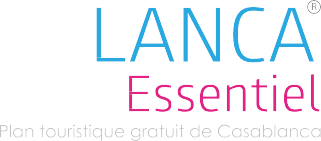 LANCA®
Essentiel
Plan touristique gratuit de Casablanca